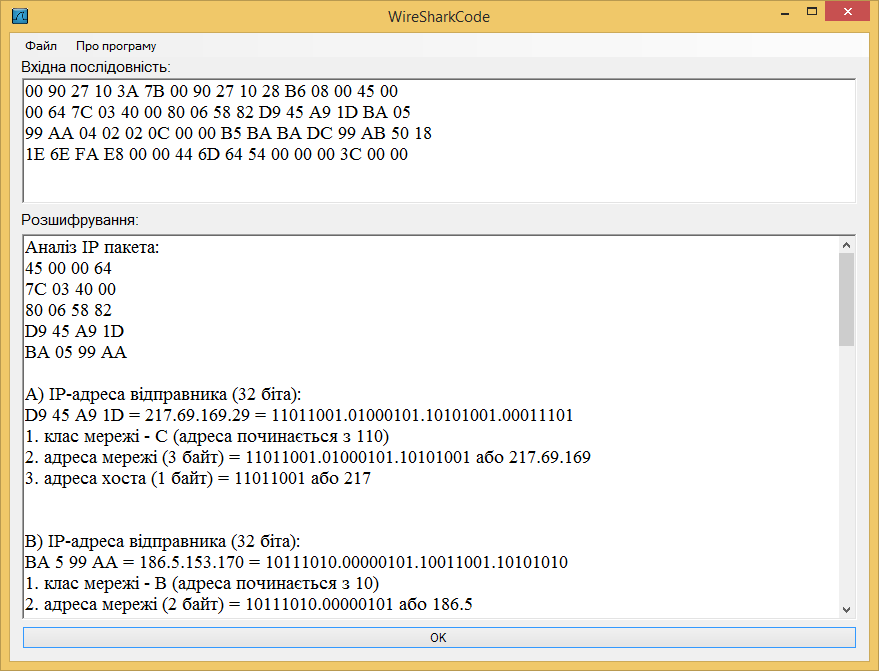 WireSharkCode
Файл Про програму
Вхідна послідовність:
00 90 27 10 3A 7B 00 90 27 10 28 B6 08 00 45 00
00 64 7C 03 40 00 80 06 58 82 D9 45 A9 1D BA 05
99 AA 04 02 02 0C 00 00 B5 BA BA DC 99 AB 50 18
1E 6E FA E8 00 00 44 6D 64 54 00 00 00 3C 00 00
Розшифрування:
Аналіз IP пакета:
45 00 00 64
7C 03 40 00
80 06 58 82
D9 45 A9 1D
BA 05 99 AA
А) IP-адреса відправника (32 біта):
D9 45 A9 1D = 217.69.169.29 = 11011001.01000101.10101001.00011101
1. клас мережі - С (адреса починається з 110)
2. адреса мережі (3 байт) = 11011001.01000101.10101001 або 217.69.169
3. адреса хоста (1 байт) = 11011001 або 217
В) IP-адреса відправника (32 біта):
BA 5 99 AA = 186.5.153.170 = 10111010.00000101.10011001.10101010
1. клас мережі - В (адреса починається з 10)
2. адреса мережі (2 байт) = 10111010.00000101 або 186.5
OK